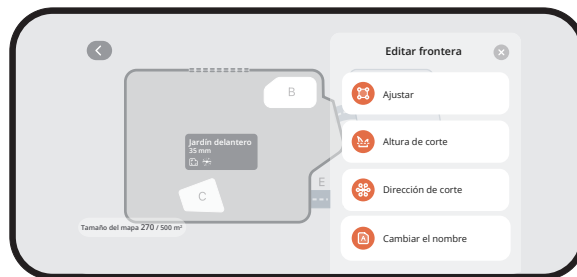 Editar frontera
B
Ajustar
Jardín delantero
35 mm
Altura de corte
E
Dirección de corte
C
Tamaño del mapa 270 / 500 m²
Cambiar el nombre